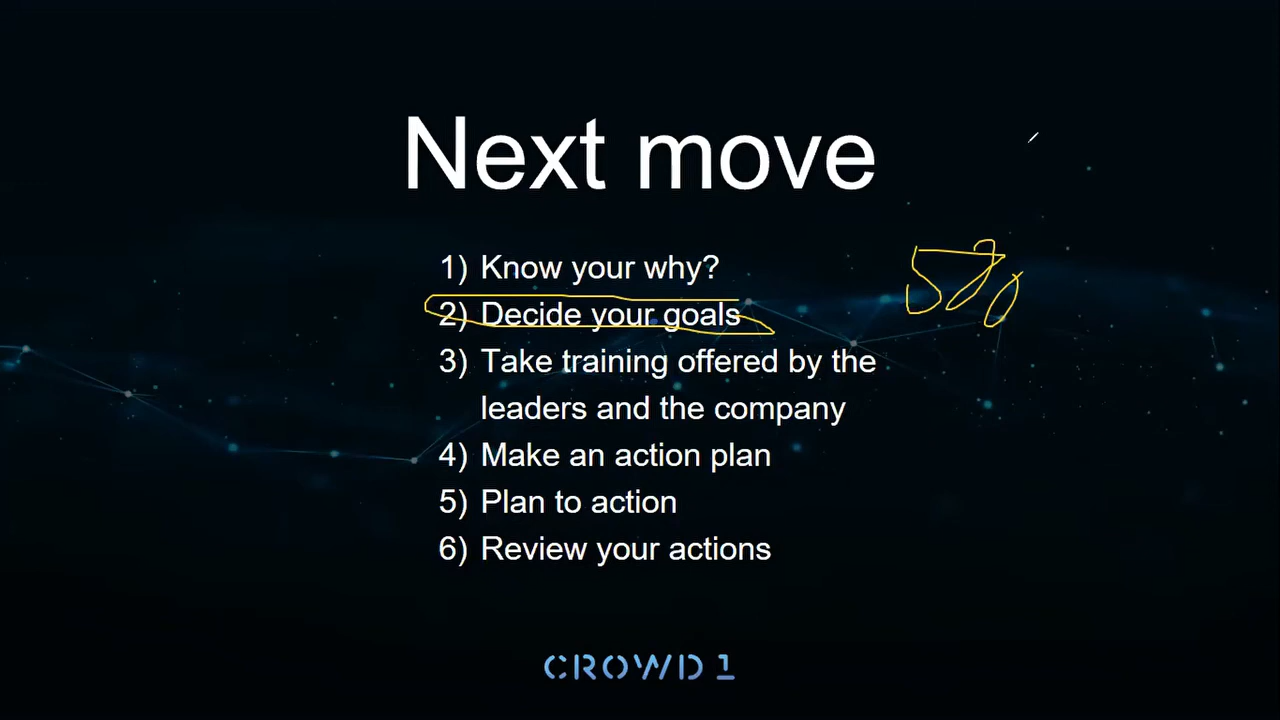 Next move
1) Know your why?
2) Decide your goals
3) Take training offered by the
leaders and the company
4) Make an action plan
5) Plan to action
6) Review your actions
CROWD 1